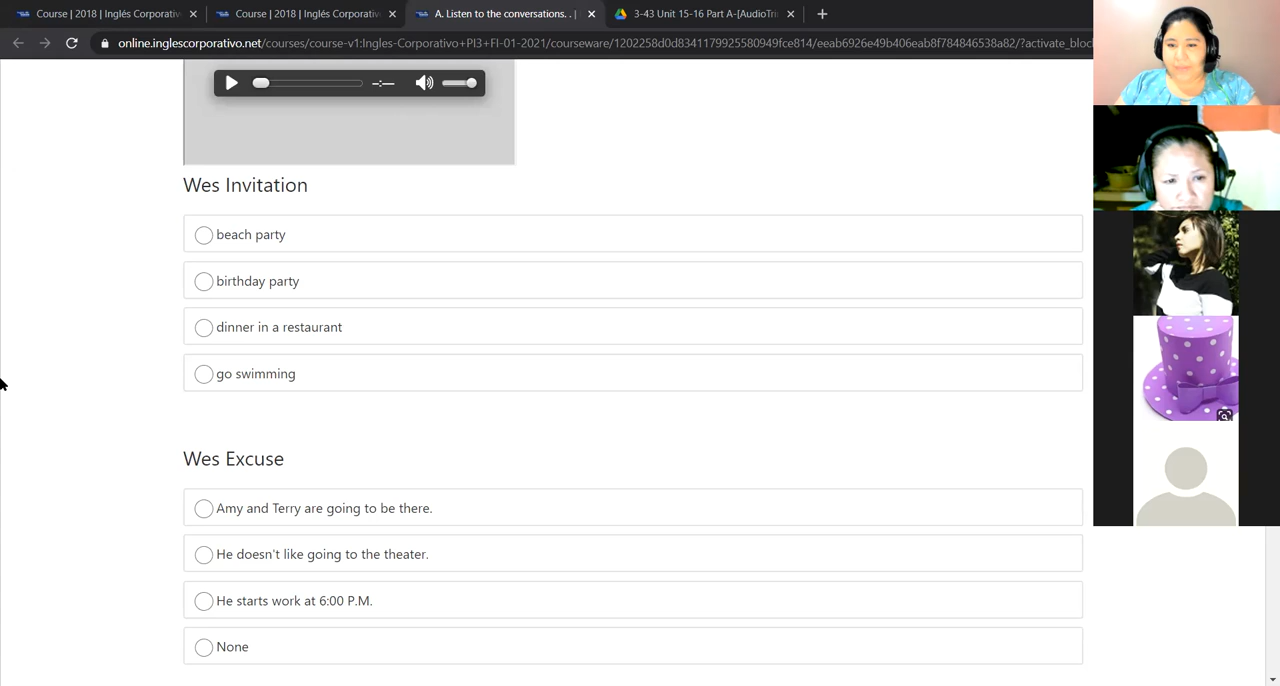 Course | 2018 | Inglés Corporativ
Course | 2018 | Inglés Corporativ
A. Listen to the conversations. . |
3-43 Unit 15-16 Part A-[AudioTri
online.inglescorporativo.net/courses/course-v1:Ingles-Corporativo+PI3+FI-01-2021/courseware/1202258d0d8341179925580949fce814/eeab6926e49b406eab8f784846538a82/?activate_bloc
Wes Invitation
beach party
birthday party
dinner in a restaurant
go swimming
Wes Excuse
Amy and Terry are going to be there.
He doesn't like going to the theater.
He starts work at 6:00 P.M.
None